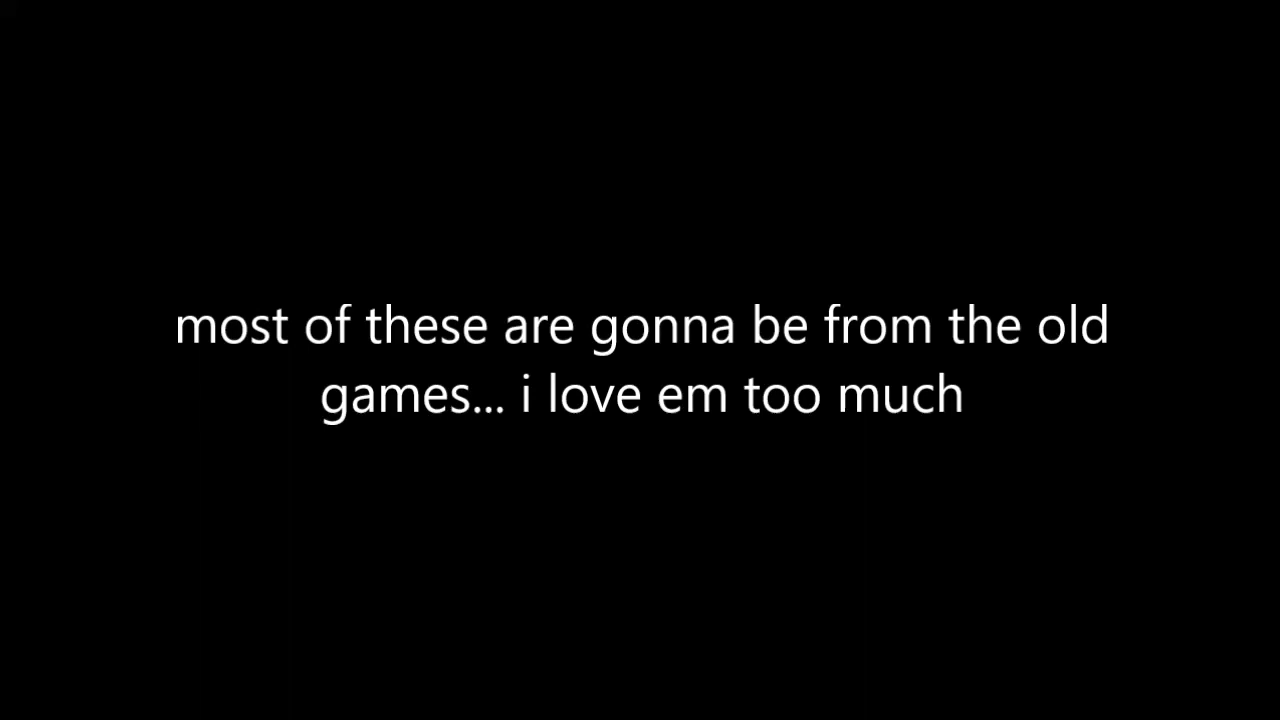 most of these are gonna be from the old
games... i love em too much